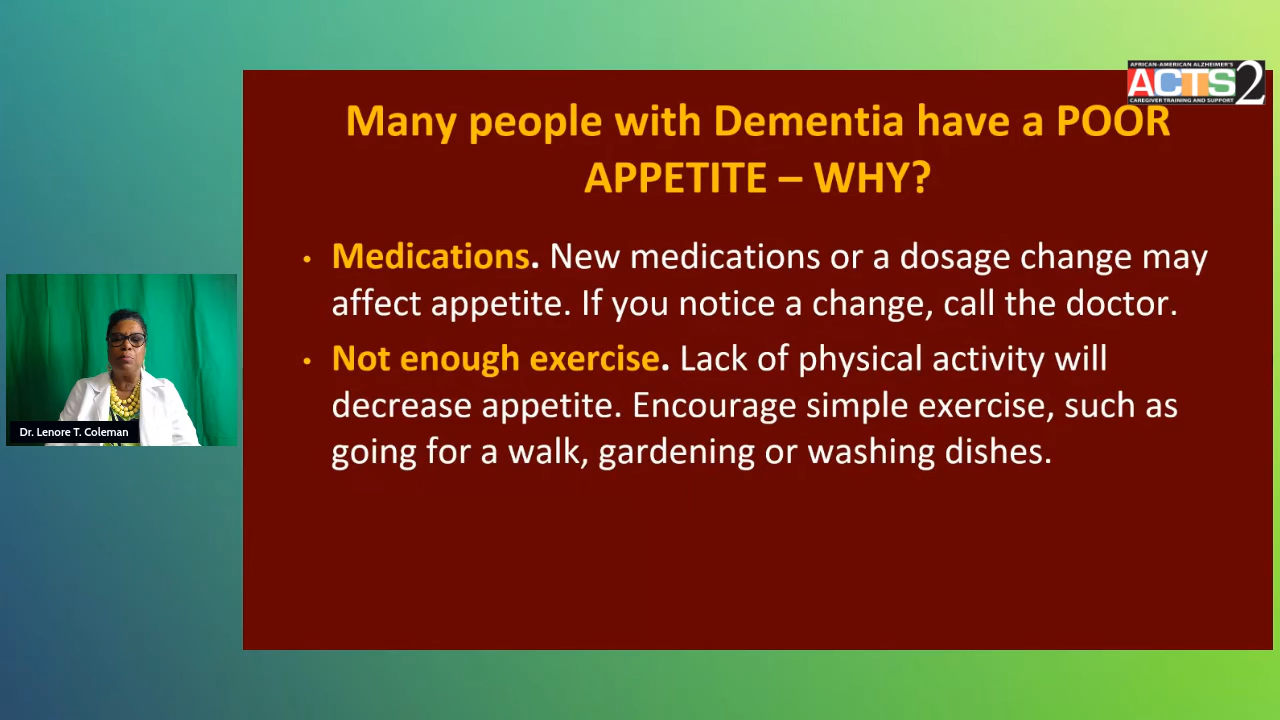 AFRICAN-AMERICAN ALZHEIMER'S
ACTS2
CAREGIVER TRAINING AND SUPPORT
Many people with Dementia have a POOR
APPETITE – WHY?
• Medications. New medications or a dosage change may
affect appetite. If you notice a change, call the doctor.
• Not enough exercise. Lack of physical activity will
decrease appetite. Encourage simple exercise, such as
going for a walk, gardening or washing dishes.
Dr. Lenore T. Coleman